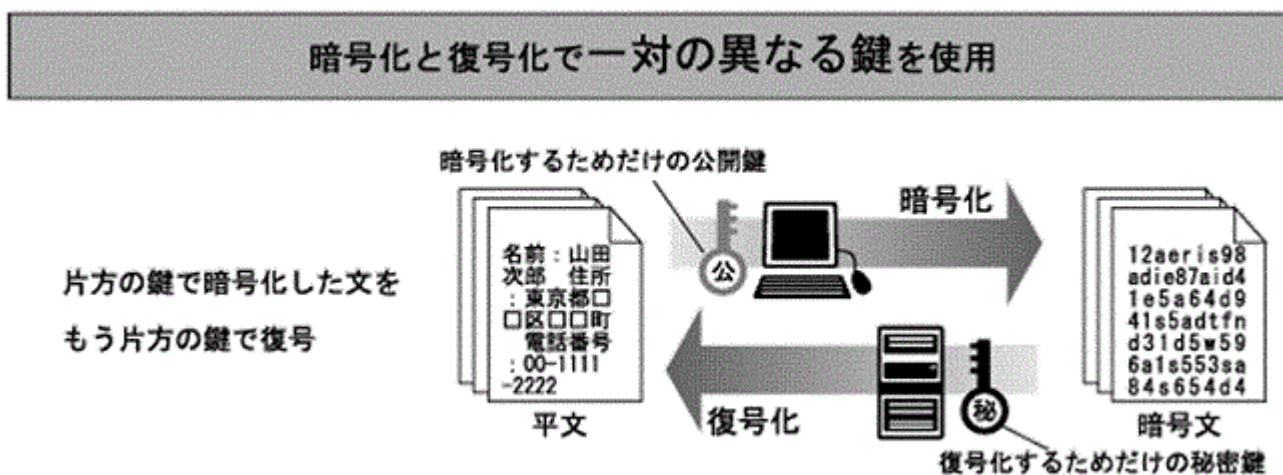 暗号化と復号化で一対の異なる鍵を使用
暗号化するためだけの公開鍵
暗号化
片方の鍵で暗号化した文を
もう片方の鍵で復号
名前:山田
次郎 住所
:東京都□
□区□□町
電話番号
:00-1111
-2222
平文
公
12aeris98
adie87aid4
1e5a64d9
41s5adtfn
d31d5w59
6a1s553sa
84s654d4
暗号文
復号化
秘
復号化するためだけの秘密鍵